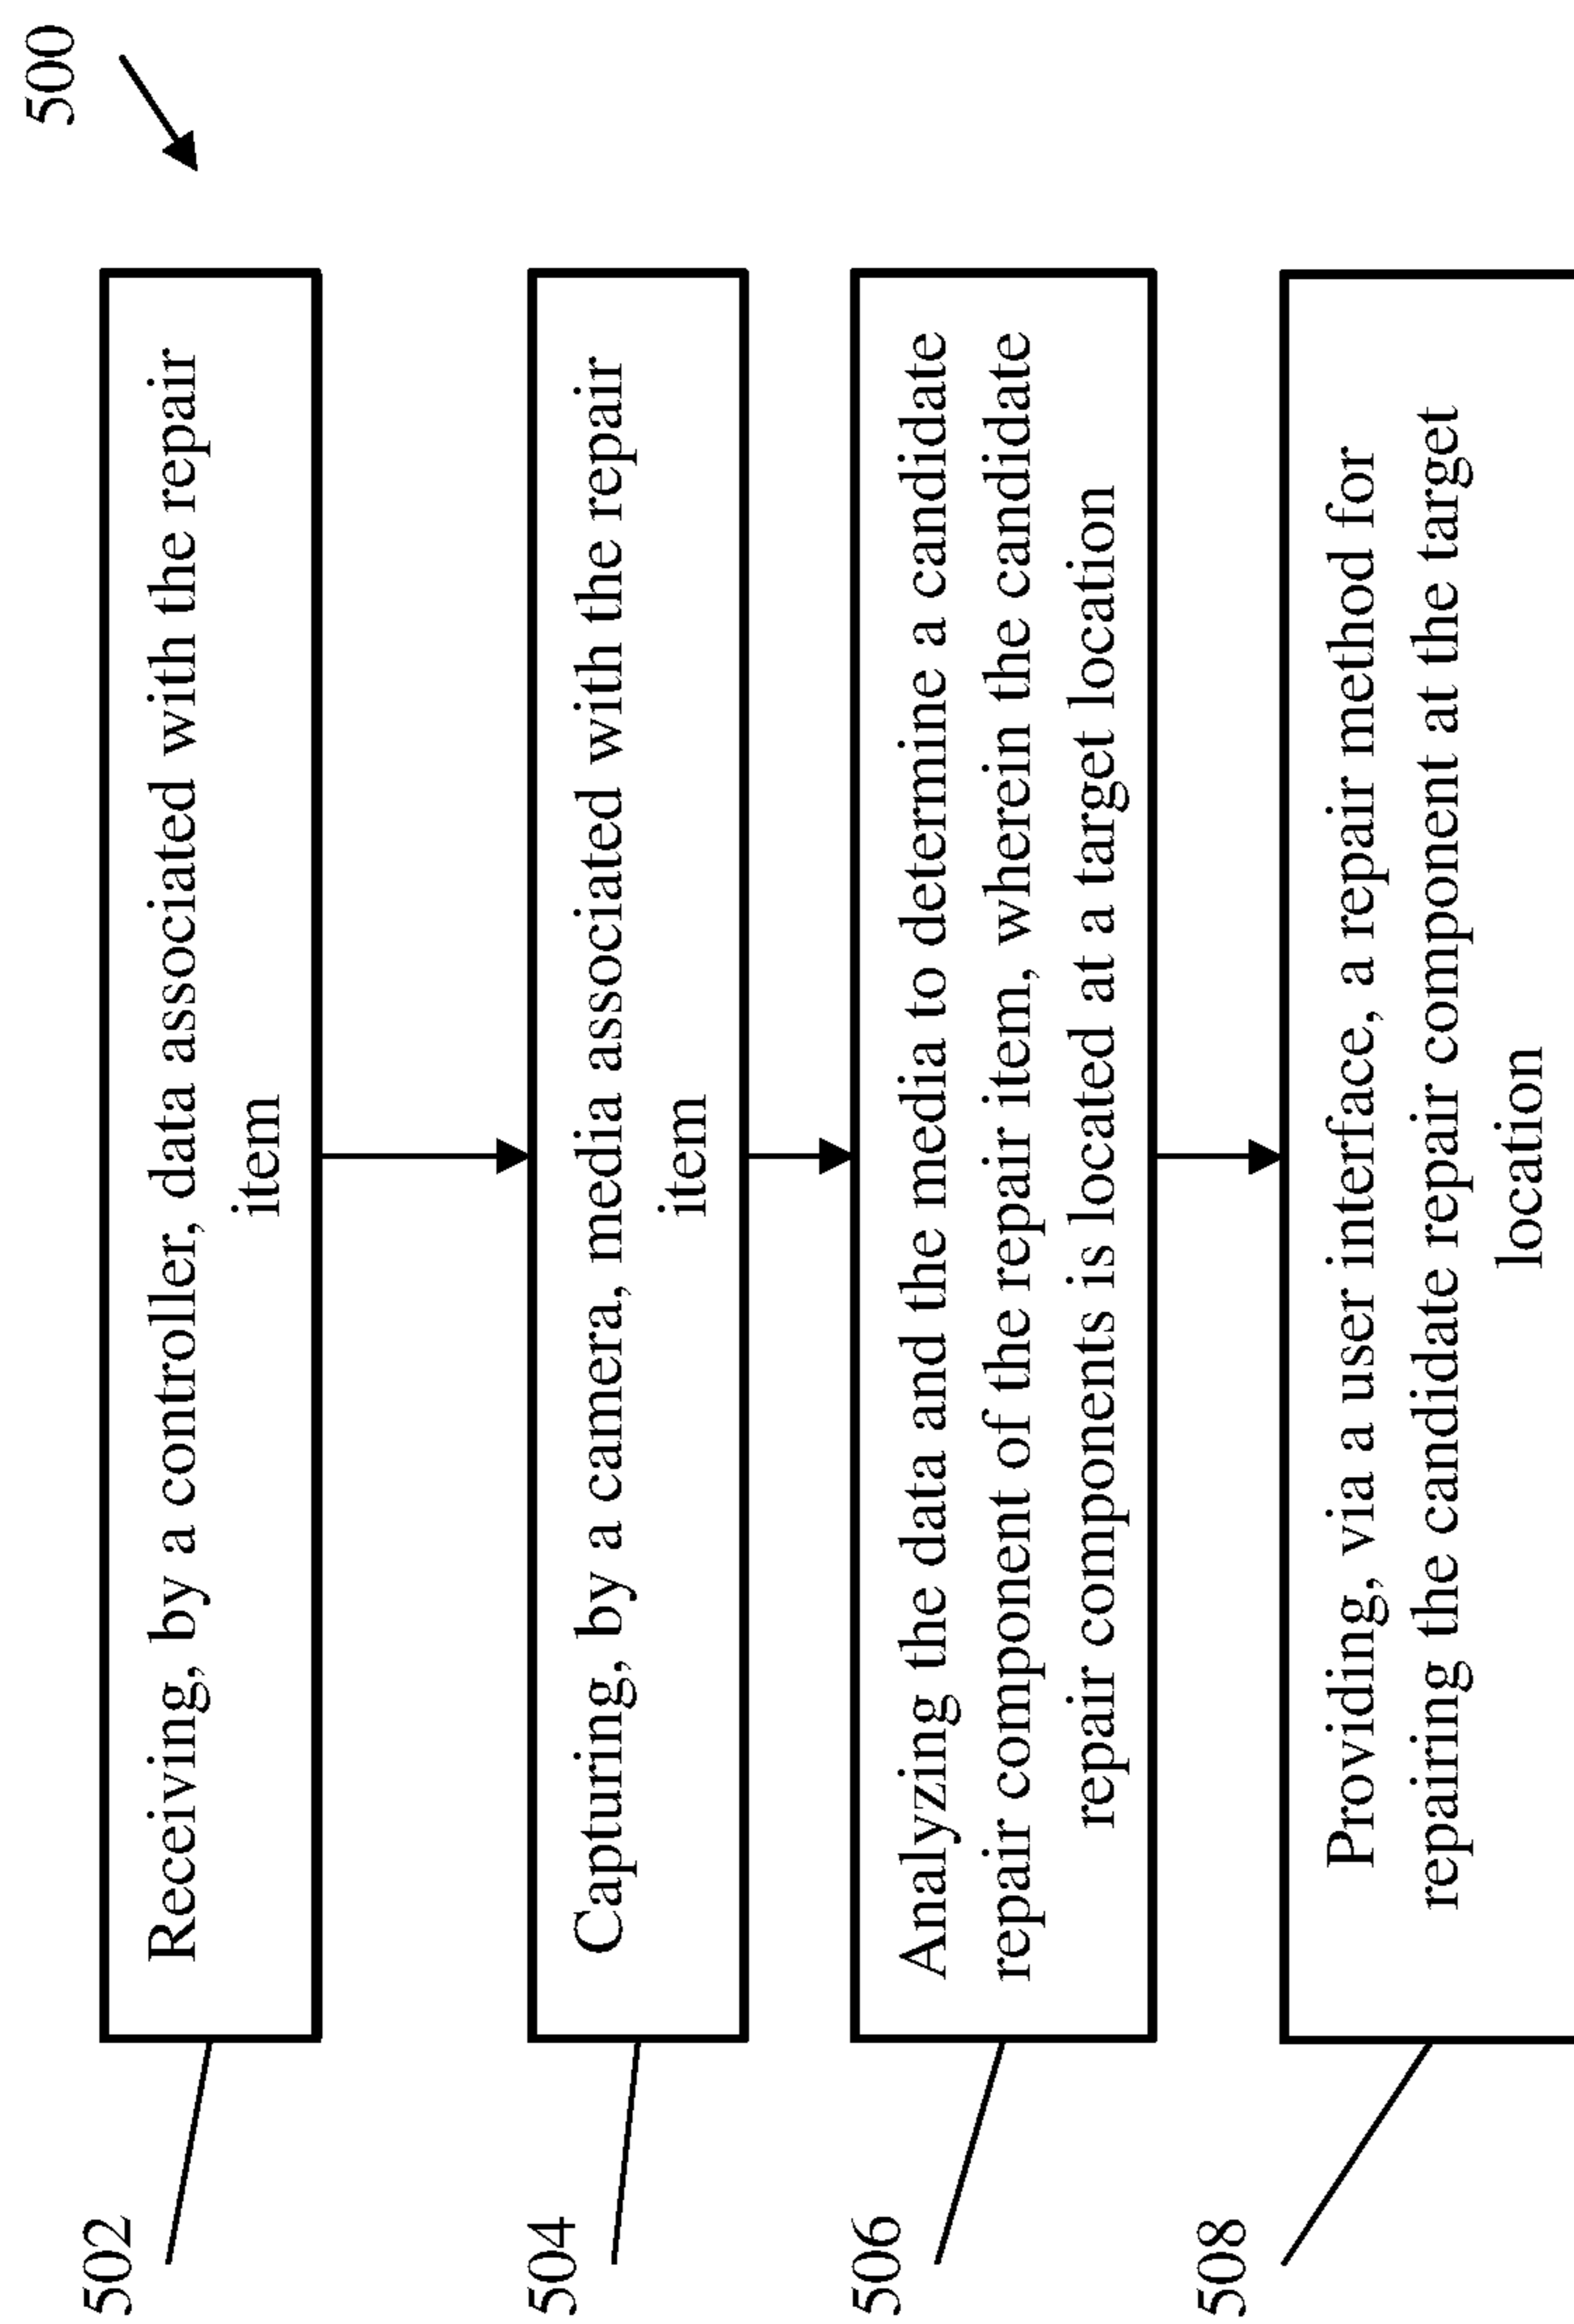 500
502
Receiving, by a controller, data associated with the repair
item
504
Capturing, by a camera, media associated with the repair
item
506
Analyzing the data and the media to determine a candidate
repair component of the repair item, wherein the candidate
repair components is located at a target location
508
Providing, via a user interface, a repair method for
repairing the candidate repair component at the target
location